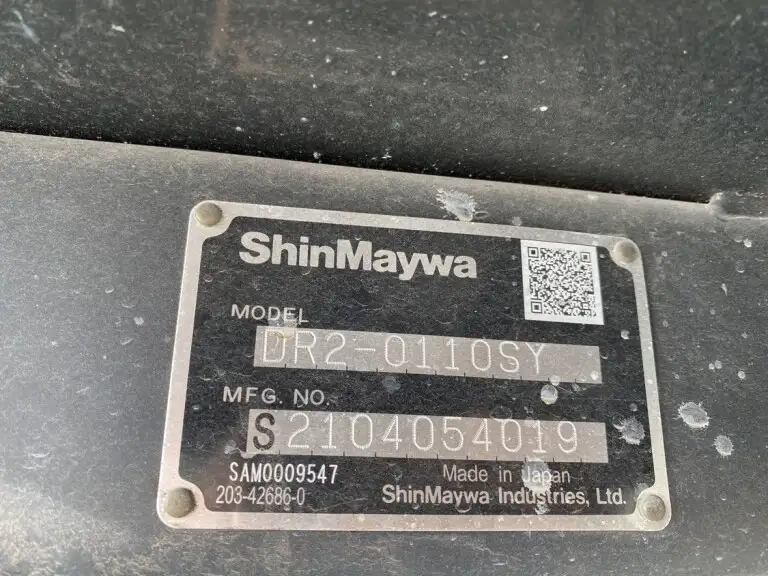 ShinMaywa
MODEL
DR2-0110SY
MFG. NO.
S2104054019
SAM0009547
Made in Japan
203-42686-0
ShinMaywa Industries, Ltd.